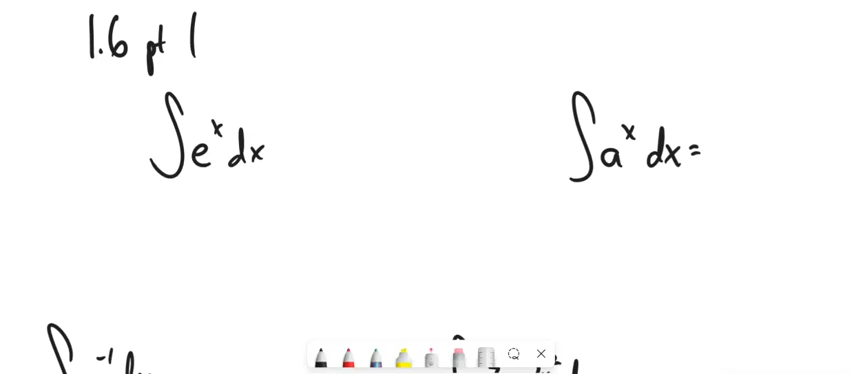 1.6 pt 1
∫e^x dx
∫a^x dx =